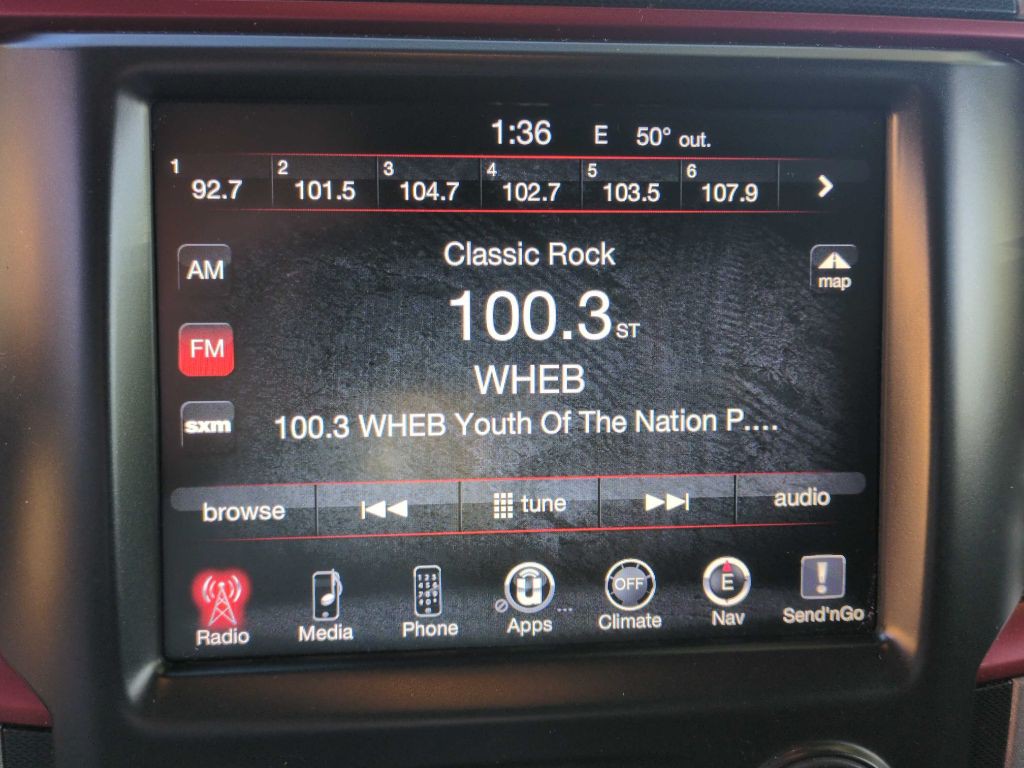 1:36 E 50° out.
1 2 3 4 5 6
92.7 101.5 104.7 102.7 103.5 107.9
Classic Rock
AM
map
100.3 ST
FM
WHEB
sxm
100.3 WHEB Youth Of The Nation P....
browse tune audio
OFF E
Radio Media Phone Apps Climate Nav Send'nGo